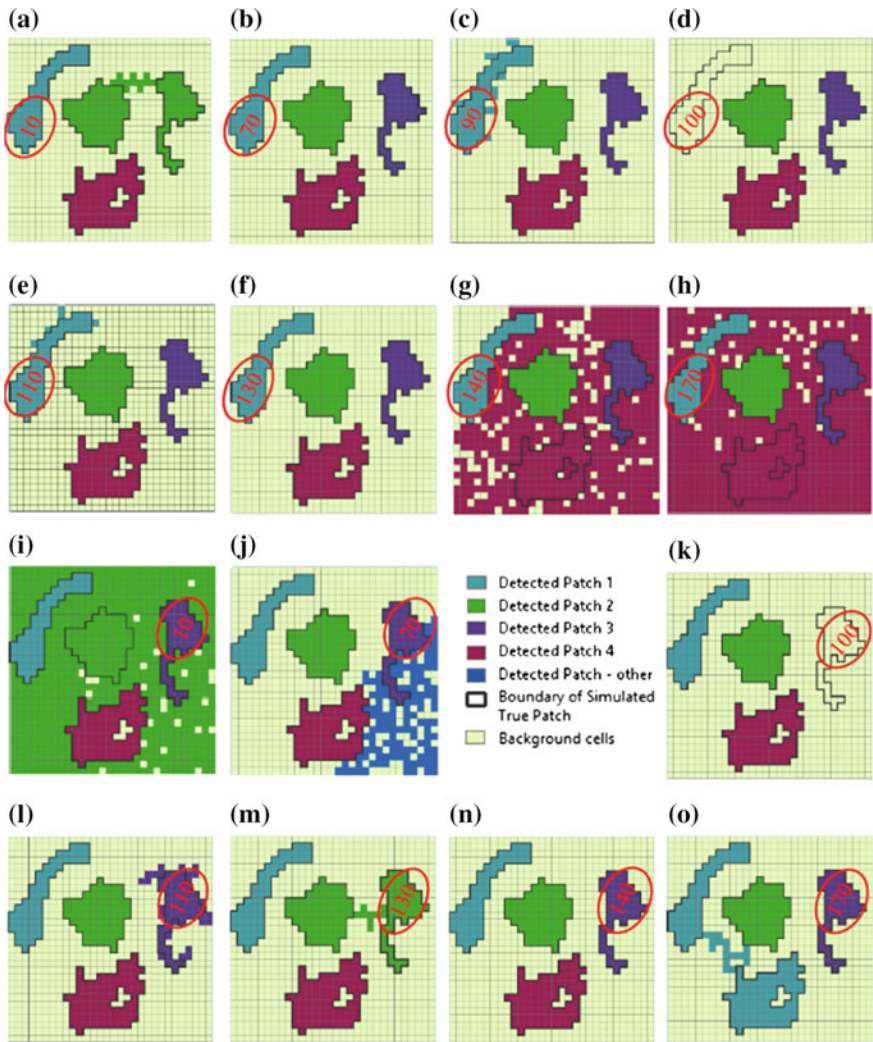 (a) (b) (c) (d)
10 70 90 100
(e) (f) (g) (h)
110 130 140 170
(i) (j) (k)
10 70 100
Detected Patch 1
Detected Patch 2
Detected Patch 3
Detected Patch 4
Detected Patch - other
Boundary of Simulated
True Patch
Background cells
(l) (m) (n) (o)
110 130 140 170